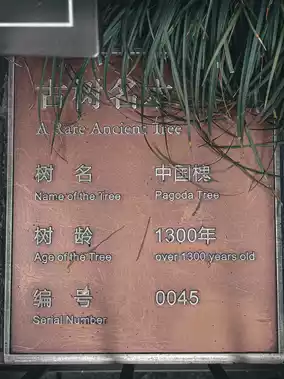 古树名木
A Rare Ancient Tree
树 名 中国槐
Name of the Tree Pagoda Tree
树 龄 1300年
Age of the Tree over 1300 years old
编 号 0045
Serial Number